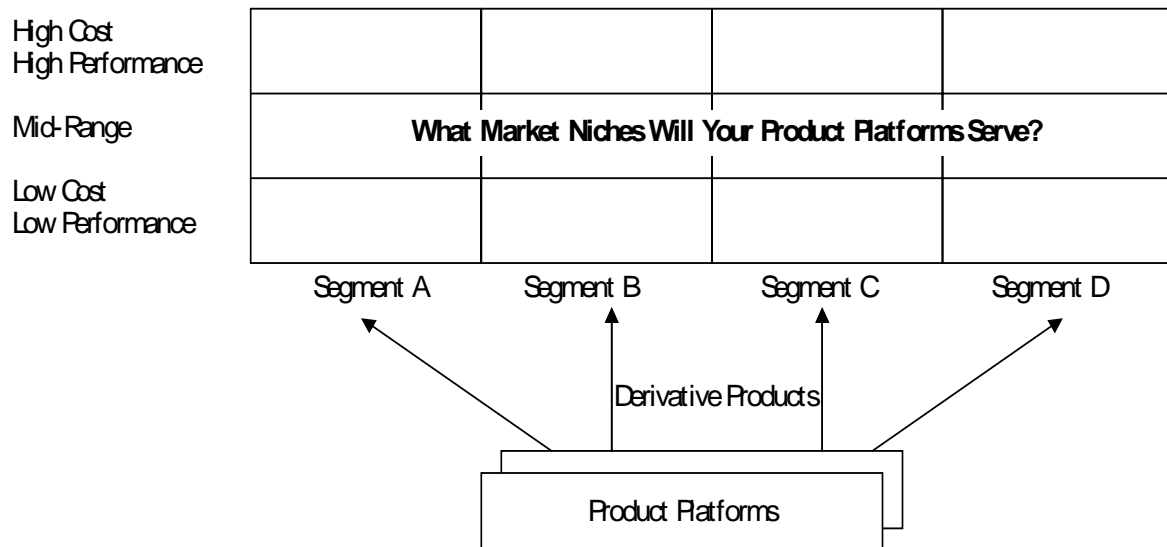 High Cost
High Performance
Mid-Range
What Market Niches Will Your Product Platforms Serve?
Low Cost
Low Performance
Segment A
Segment B
Segment C
Segment D
Derivative Products
Product Platforms